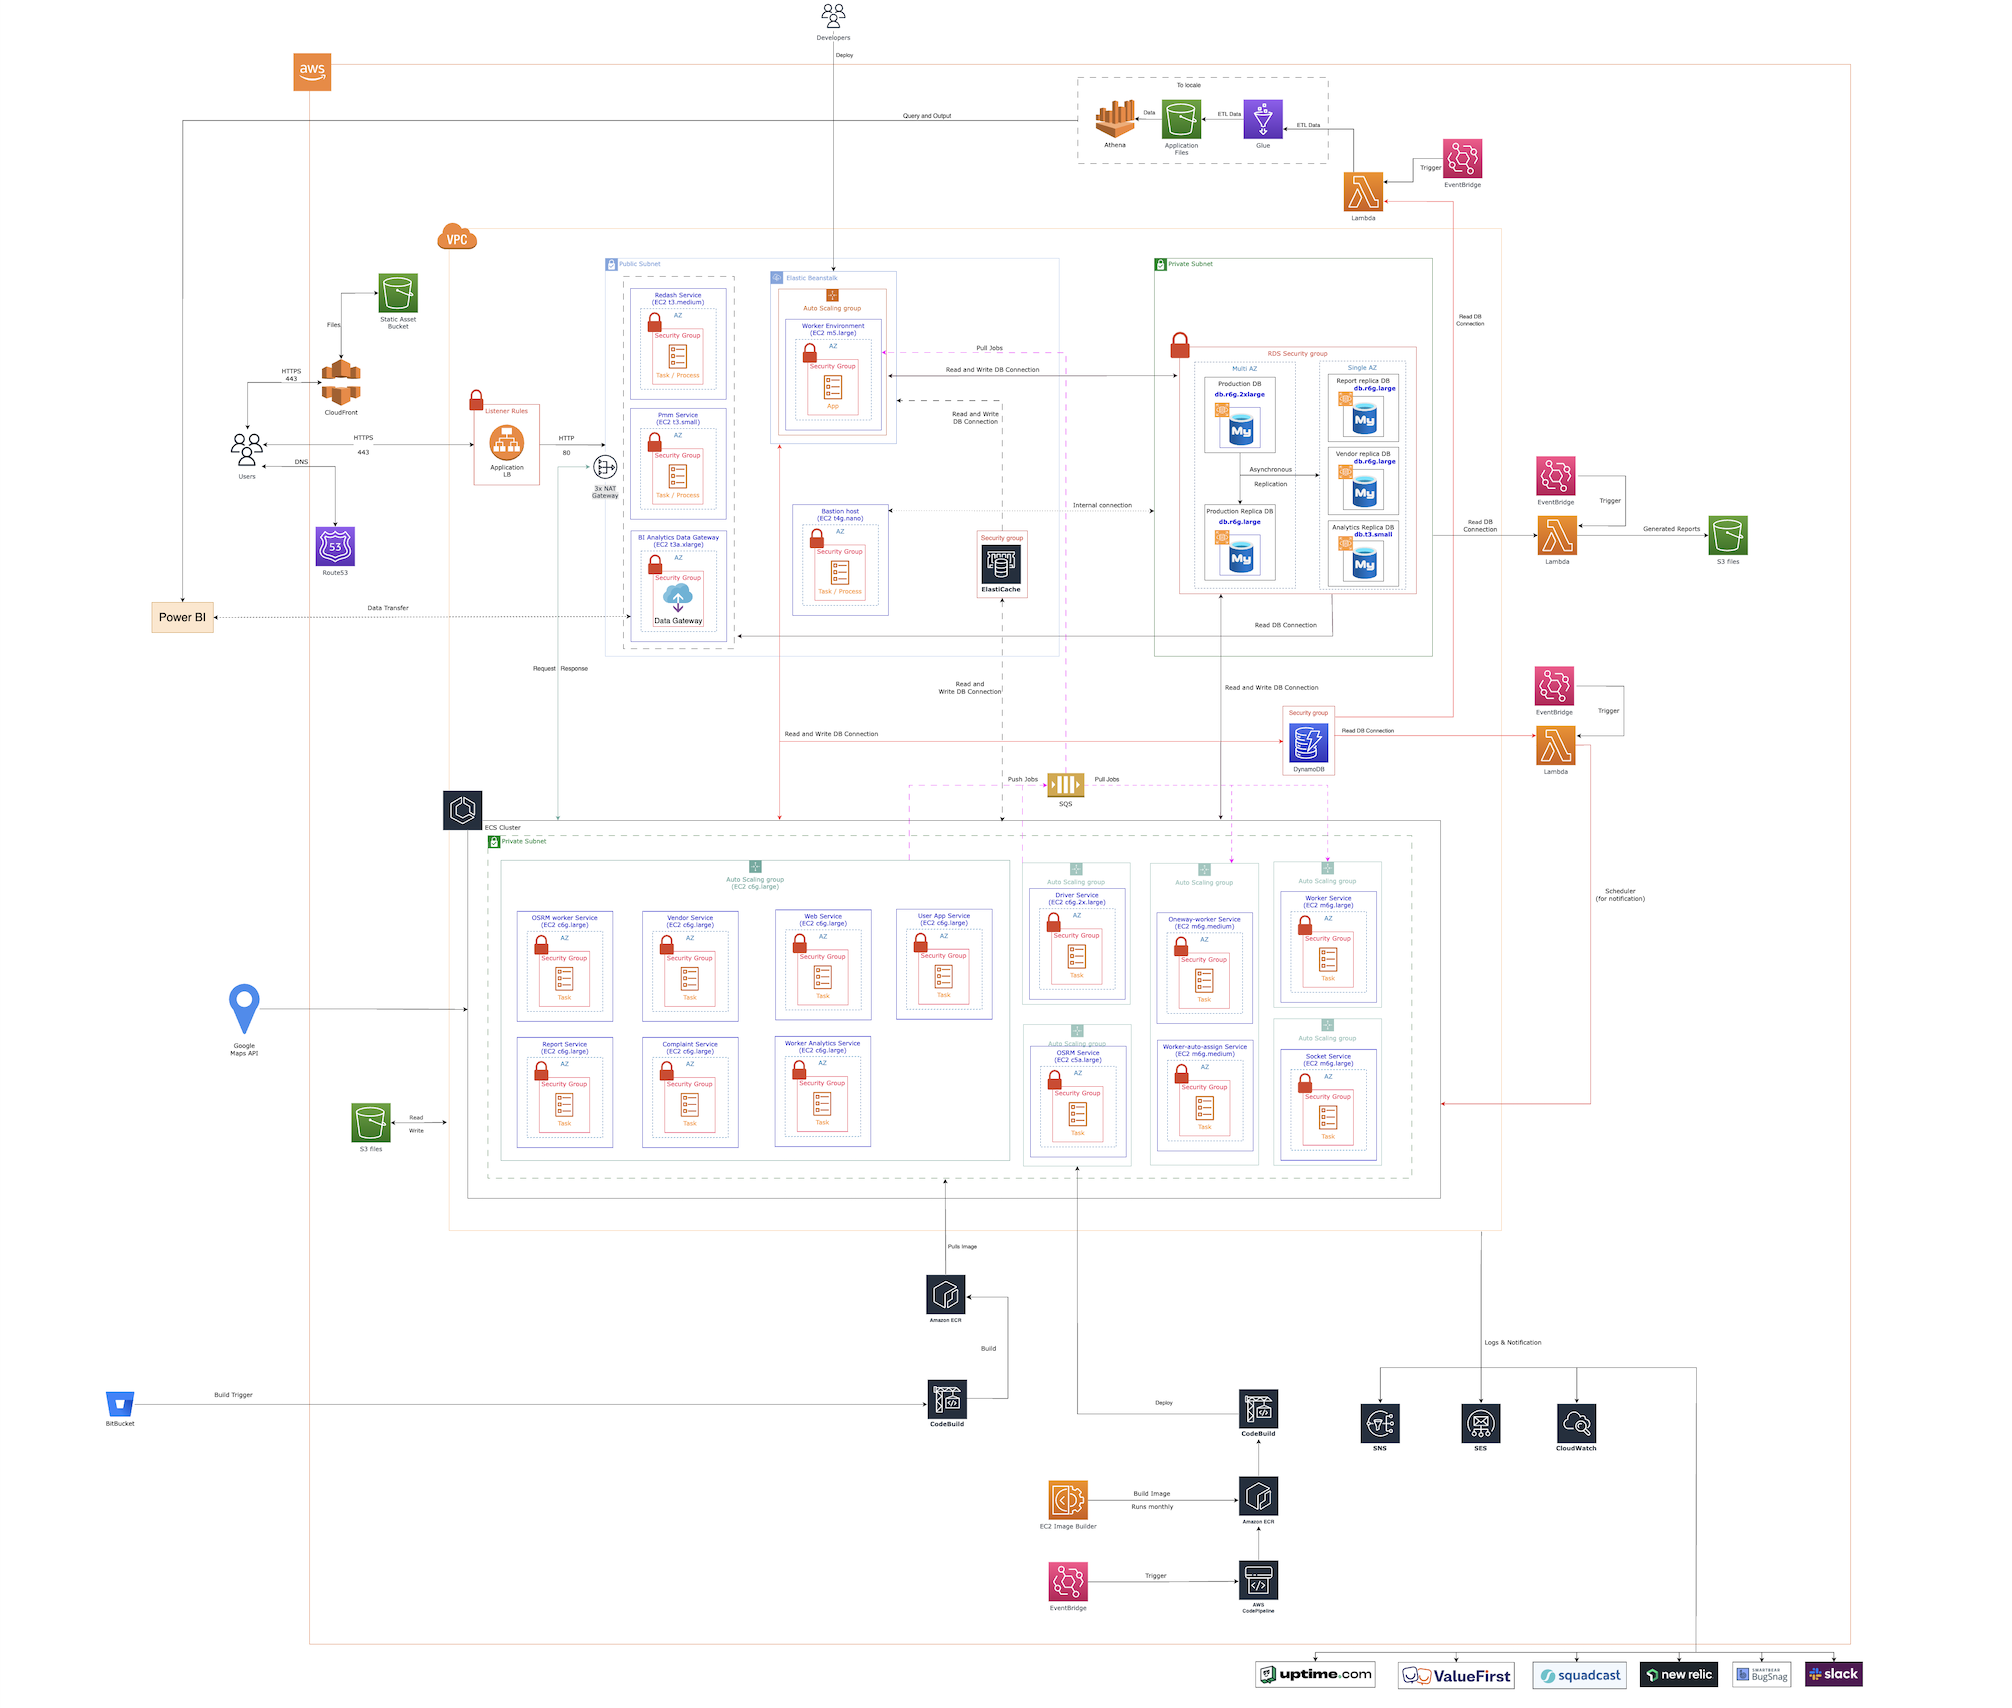 Developers
Deploy
aws
To locale
Query and Output
Athena
Data
Application
Files
ETL Data
Glue
ETL Data
Trigger
EventBridge
Lambda
VPC
Public Subnet
Elastic Beanstalk
Private Subnet
Static Asset
Bucket
Files
HTTPS
443
CloudFront
Users
HTTPS
443
DNS
Route53
53
Listener Rules
Application
LB
HTTP
80
3x NAT
Gateway
Redash Service
(EC2 t3.medium)
AZ
Security Group
Task / Process
Pmm Service
(EC2 t3.small)
AZ
Security Group
Task / Process
BI Analytics Data Gateway
(EC2 t3a.xlarge)
AZ
Security Group
Data Gateway
Auto Scaling group
Worker Environment
(EC2 m5.large)
AZ
Security Group
App
Pull Jobs
Read and Write DB Connection
Read and Write
DB Connection
Bastion host
(EC2 t4g.nano)
AZ
Security Group
Task / Process
Internal connection
Security group
ElastiCache
RDS Security group
Multi AZ
Single AZ
Production DB
db.r6g.2xlarge
My
Report replica DB
db.r6g.large
My
Vendor replica DB
db.r6g.large
My
Asynchronous
Replication
Production Replica DB
db.r6g.large
My
Analytics Replica DB
db.t3.small
My
Read DB Connection
Read DB
Connection
EventBridge
Trigger
Read DB
Connection
Lambda
Generated Reports
S3 files
Power BI
Data Transfer
Request
Response
Read and
Write DB Connection
Read and Write DB Connection
Read and Write DB Connection
Security group
DynamoDB
Read DB Connection
EventBridge
Trigger
Lambda
Push Jobs
SQS
Pull Jobs
Scheduler
(for notification)
ECS Cluster
Private Subnet
Auto Scaling group
(EC2 c6g.large)
OSRM worker Service
(EC2 c6g.large)
AZ
Security Group
Task
Vendor Service
(EC2 c6g.large)
AZ
Security Group
Task
Web Service
(EC2 c6g.large)
AZ
Security Group
Task
User App Service
(EC2 c6g.large)
AZ
Security Group
Task
Report Service
(EC2 c6g.large)
AZ
Security Group
Task
Complaint Service
(EC2 c6g.large)
AZ
Security Group
Task
Worker Analytics Service
(EC2 c6g.large)
AZ
Security Group
Task
Auto Scaling group
Driver Service
(EC2 c6g.2x.large)
AZ
Security Group
Task
Auto Scaling group
OSRM Service
(EC2 c5a.large)
AZ
Security Group
Task
Auto Scaling group
Oneway-worker Service
(EC2 m6g.medium)
AZ
Security Group
Task
Worker-auto-assign Service
(EC2 m6g.medium)
AZ
Security Group
Task
Auto Scaling group
Worker Service
(EC2 m6g.large)
AZ
Security Group
Task
Auto Scaling group
Socket Service
(EC2 m6g.large)
AZ
Security Group
Task
Google
Maps API
Read
Write
S3 files
Pulls Image
Amazon ECR
Build
CodeBuild
Build Trigger
BitBucket
Deploy
CodeBuild
Build Image
Runs monthly
EC2 Image Builder
Amazon ECR
Trigger
EventBridge
AWS
CodePipeline
Logs & Notification
SNS
SES
CloudWatch
uptime.com
ValueFirst
squadcast
new relic
SMARTBEAR
BugSnag
slack